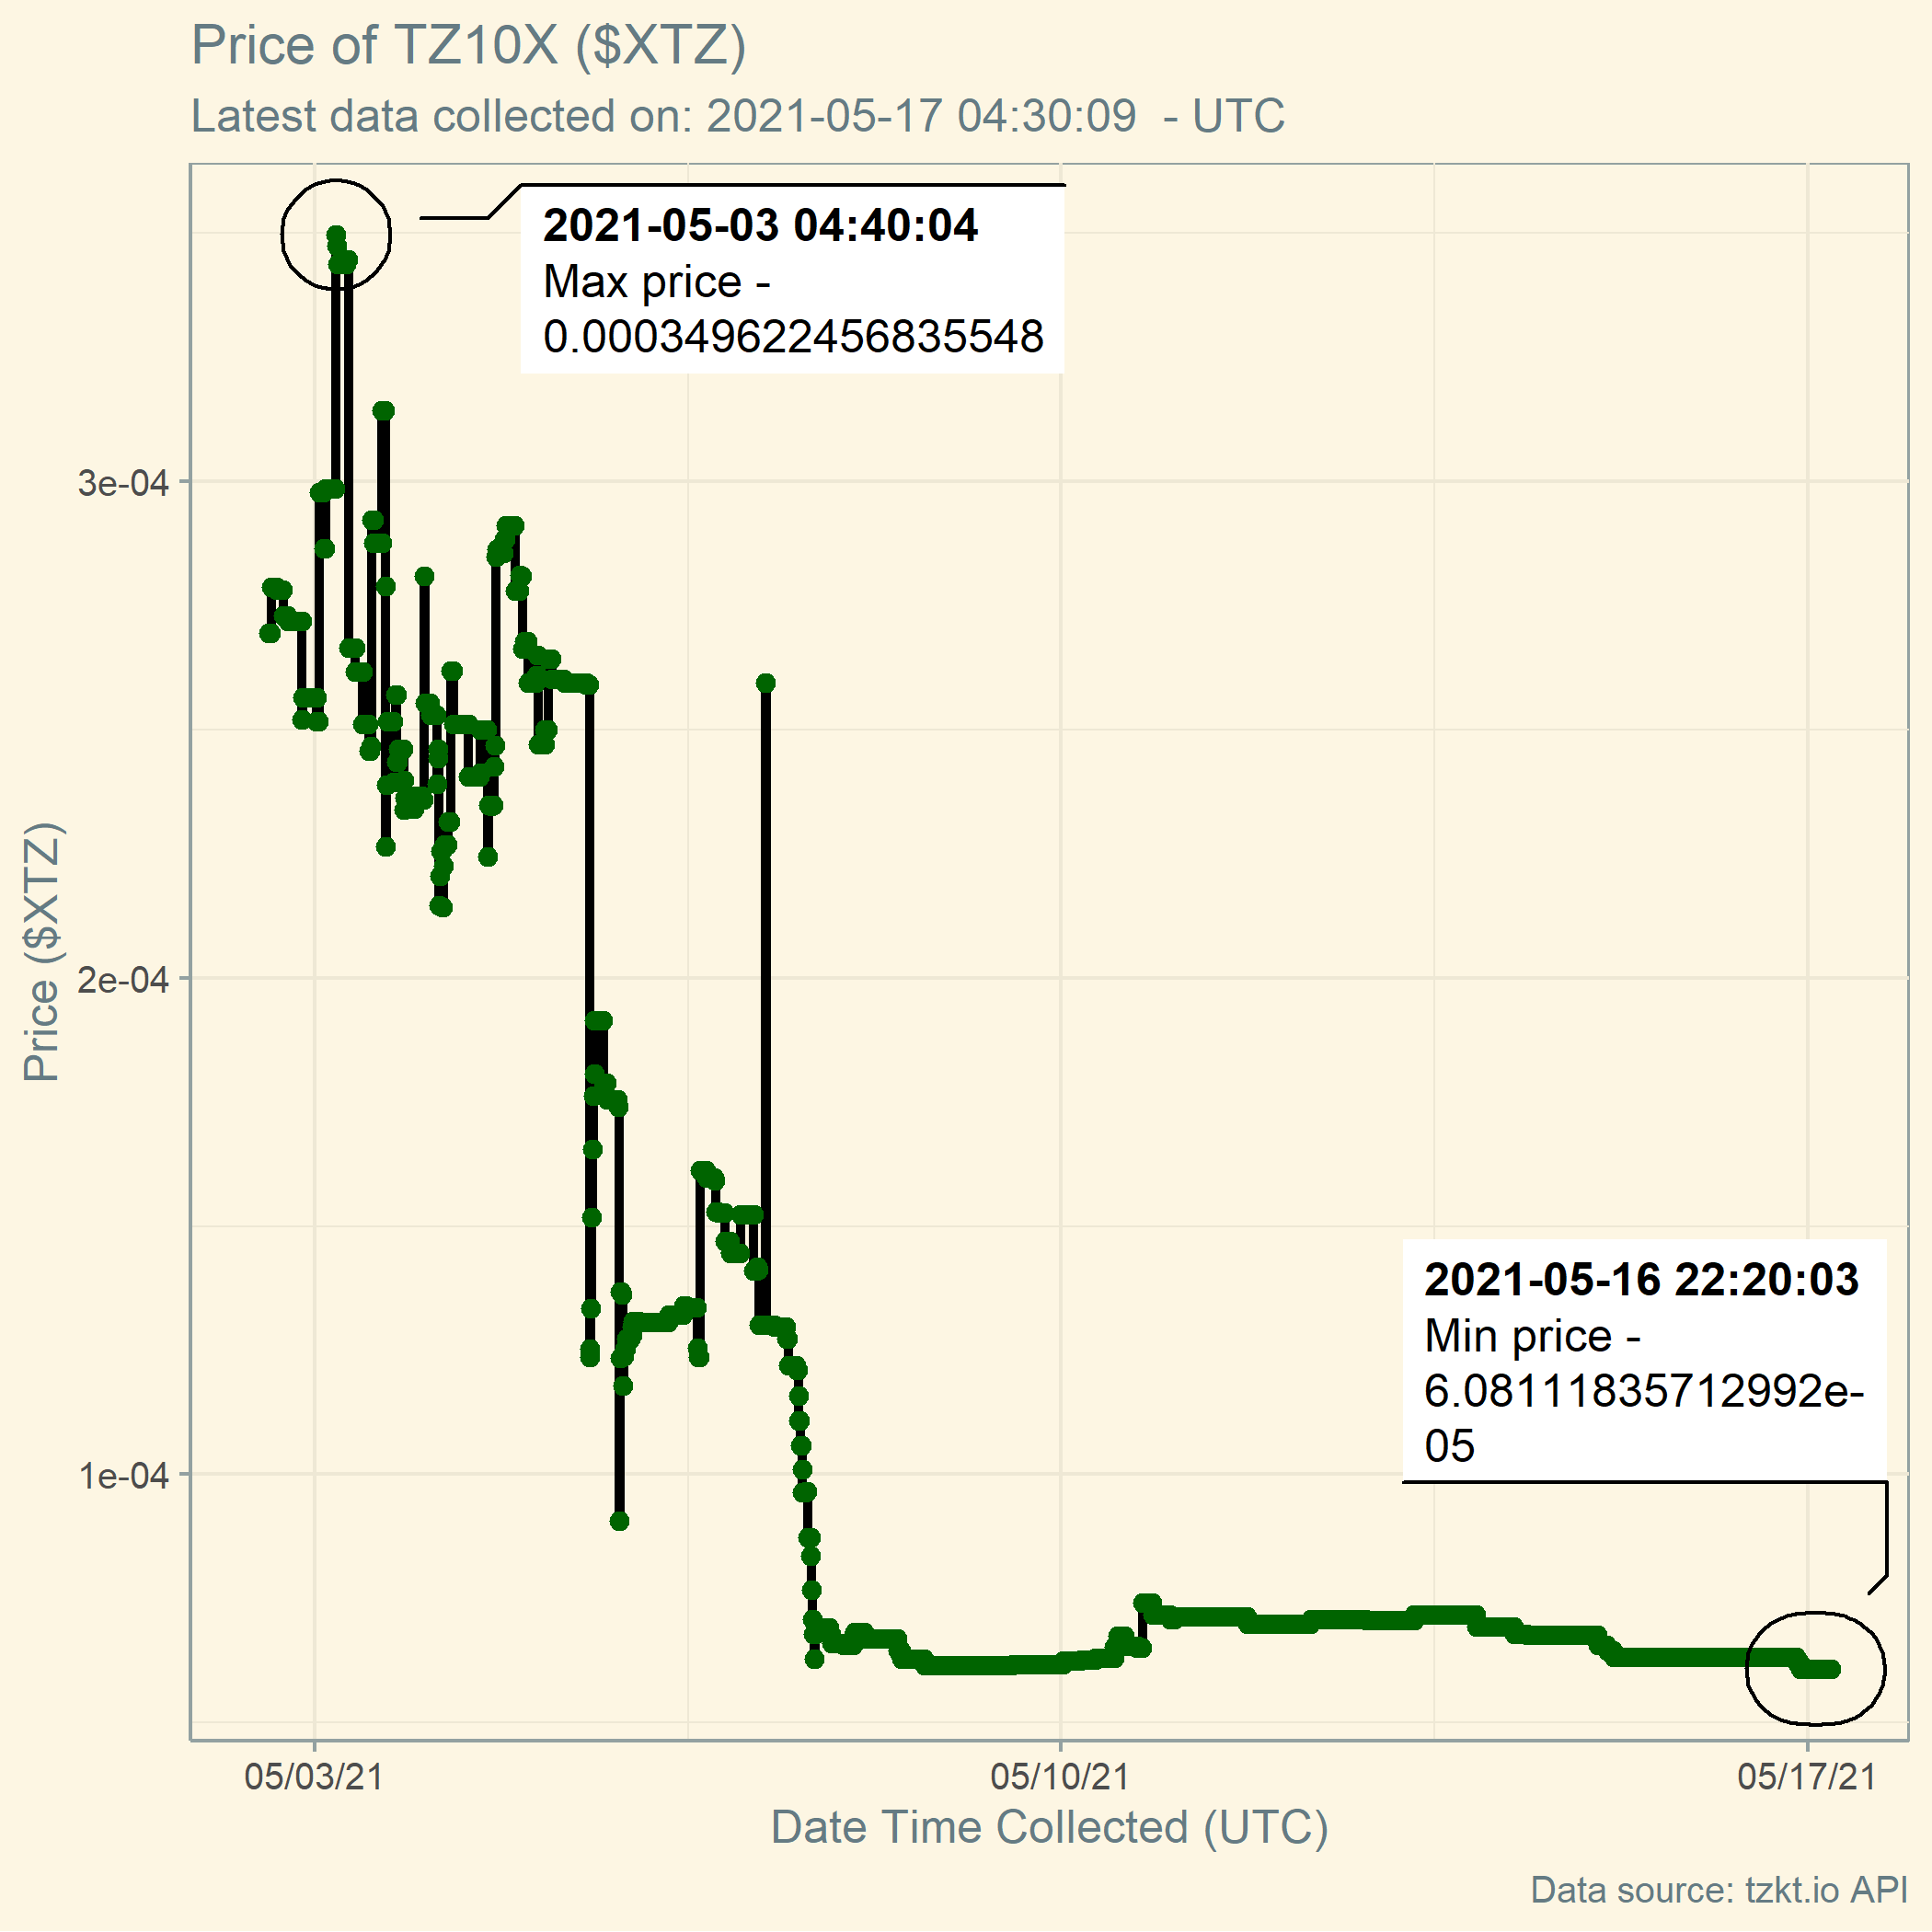 Price of TZ10X ($XTZ)
Latest data collected on: 2021-05-17 04:30:09  - UTC
2021-05-03 04:40:04
Max price -
0.000349622456835548
3e-04
2e-04
1e-04
Price ($XTZ)
2021-05-16 22:20:03
Min price -
6.08111835712992e-
05
05/03/21
05/10/21
05/17/21
Date Time Collected (UTC)
Data source: tzkt.io API